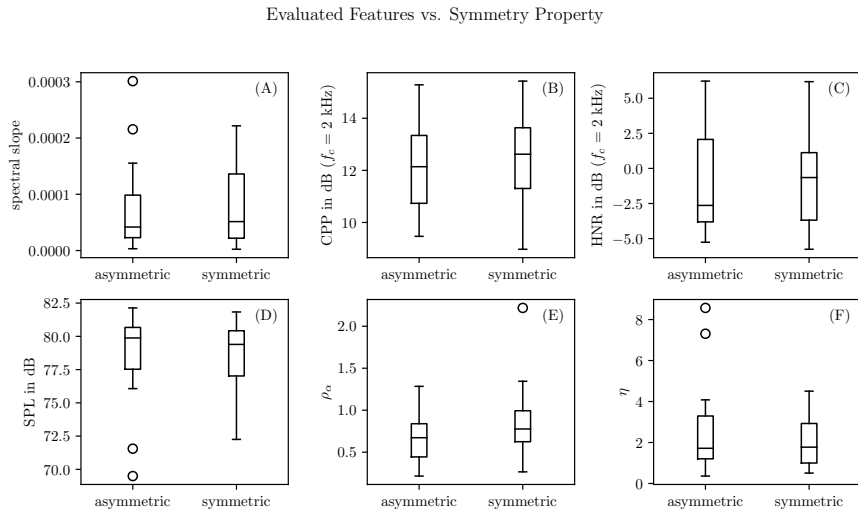 Evaluated Features vs. Symmetry Property
(A)
spectral slope
0.0003
0.0002
0.0001
0.0000
asymmetric symmetric
(B)
CPP in dB (f_c = 2 kHz)
14
12
10
asymmetric symmetric
(C)
HNR in dB (f_c = 2 kHz)
5.0
2.5
0.0
−2.5
−5.0
asymmetric symmetric
(D)
SPL in dB
82.5
80.0
77.5
75.0
72.5
70.0
asymmetric symmetric
(E)
ρ_α
2.0
1.5
1.0
0.5
asymmetric symmetric
(F)
η
8
6
4
2
0
asymmetric symmetric